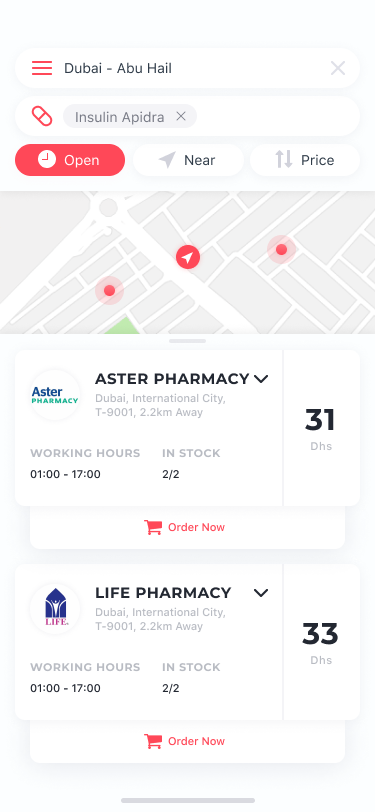 Dubai - Abu Hail
Insulin Apidra
Open
Near
Price
Aster
PHARMACY
ASTER PHARMACY
Dubai, International City,
T-9001, 2.2km Away
WORKING HOURS
IN STOCK
01:00 - 17:00
2/2
31
Dhs
Order Now
LIFE.
LIFE PHARMACY
Dubai, International City,
T-9001, 2.2km Away
WORKING HOURS
IN STOCK
01:00 - 17:00
2/2
33
Dhs
Order Now